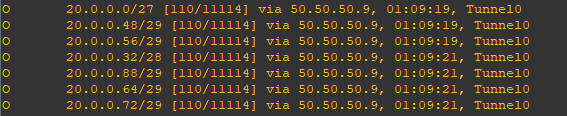 O 20.0.0.0/27 [110/11114] via 50.50.50.9, 01:09:19, Tunnel0
O 20.0.0.48/29 [110/11114] via 50.50.50.9, 01:09:19, Tunnel0
O 20.0.0.56/29 [110/11114] via 50.50.50.9, 01:09:19, Tunnel0
O 20.0.0.32/28 [110/11114] via 50.50.50.9, 01:09:21, Tunnel0
O 20.0.0.88/29 [110/11114] via 50.50.50.9, 01:09:21, Tunnel0
O 20.0.0.64/29 [110/11114] via 50.50.50.9, 01:09:21, Tunnel0
O 20.0.0.72/29 [110/11114] via 50.50.50.9, 01:09:21, Tunnel0